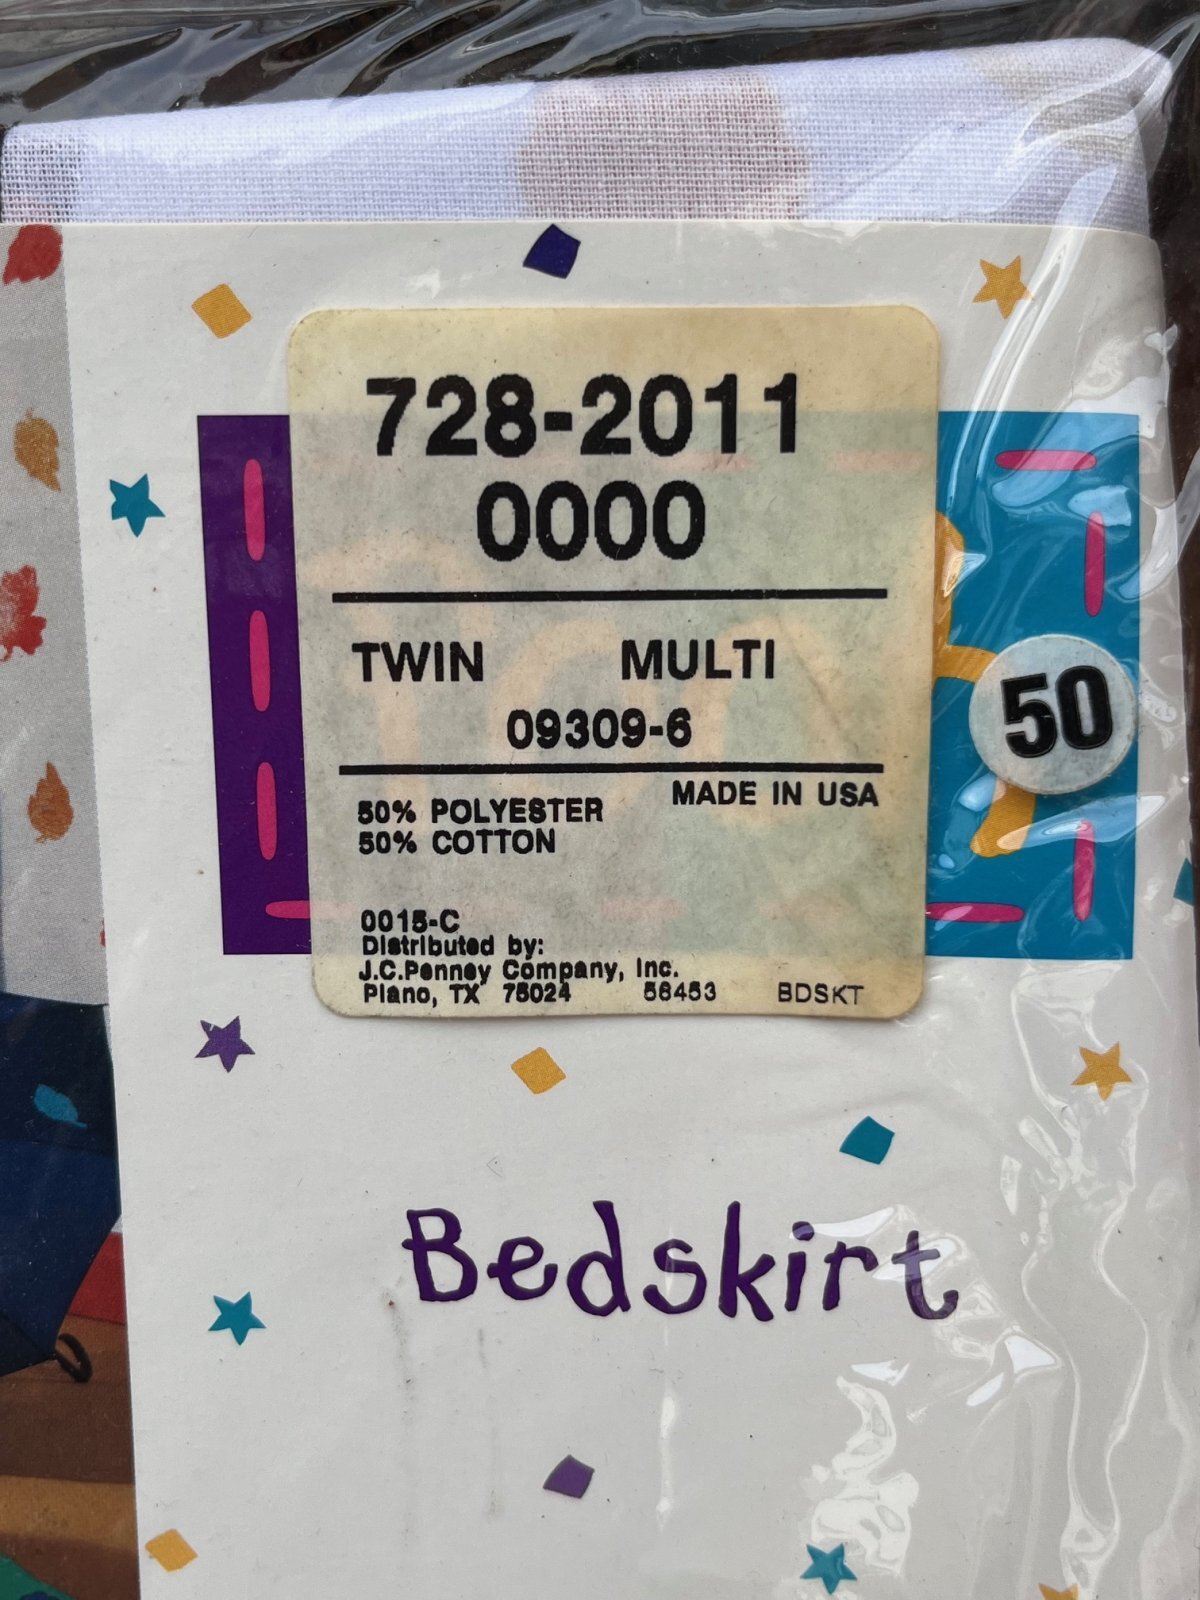 728-2011
0000
TWIN MULTI
09309-6
50% POLYESTER MADE IN USA
50% COTTON
50
0015-C
Distributed by:
J.C.Penney Company, Inc.
Plano, TX 75024 58453 BDSKT
Bedskirt